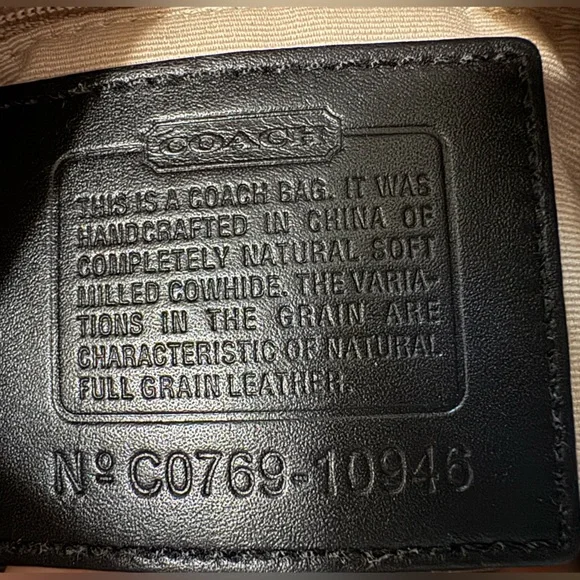 COACH
THIS IS A COACH BAG. IT WAS
HANDCRAFTED IN CHINA OF
COMPLETELY NATURAL SOFT
MILLED COWHIDE. THE VARIA-
TIONS IN THE GRAIN ARE
CHARACTERISTIC OF NATURAL
FULL GRAIN LEATHER.
Nº C0769-10946